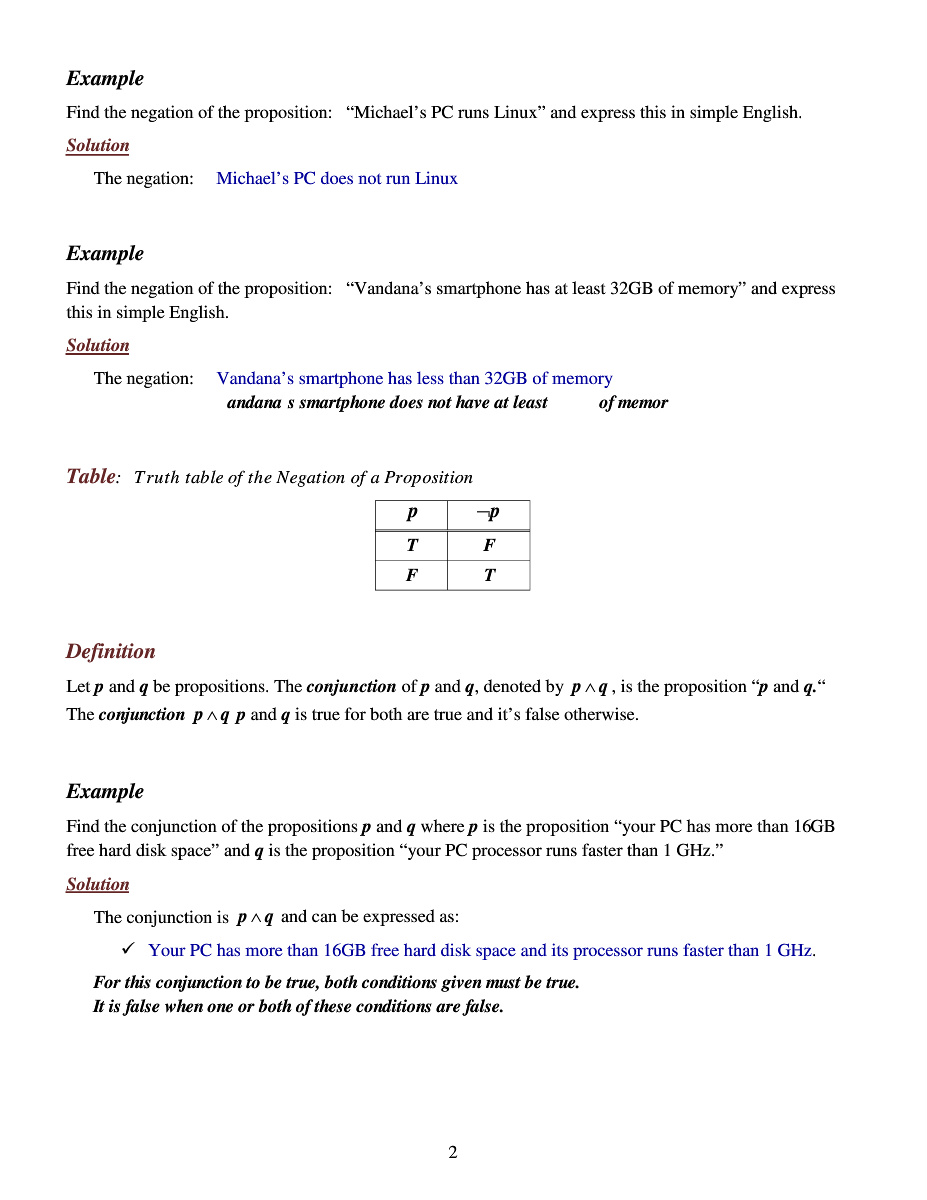 Example
Find the negation of the proposition: “Michael’s PC runs Linux” and express this in simple English.
Solution
The negation: Michael’s PC does not run Linux
Example
Find the negation of the proposition: “Vandana’s smartphone has at least 32GB of memory” and express
this in simple English.
Solution
The negation: Vandana’s smartphone has less than 32GB of memory
andana s smartphone does not have at least of memor
Table: Truth table of the Negation of a Proposition
p ¬p
T F
F T
Definition
Let p and q be propositions. The conjunction of p and q, denoted by p ∧ q , is the proposition “p and q.“
The conjunction p ∧ q p and q is true for both are true and it’s false otherwise.
Example
Find the conjunction of the propositions p and q where p is the proposition “your PC has more than 16GB
free hard disk space” and q is the proposition “your PC processor runs faster than 1 GHz.”
Solution
The conjunction is p ∧ q and can be expressed as:
✓ Your PC has more than 16GB free hard disk space and its processor runs faster than 1 GHz.
For this conjunction to be true, both conditions given must be true.
It is false when one or both of these conditions are false.
2